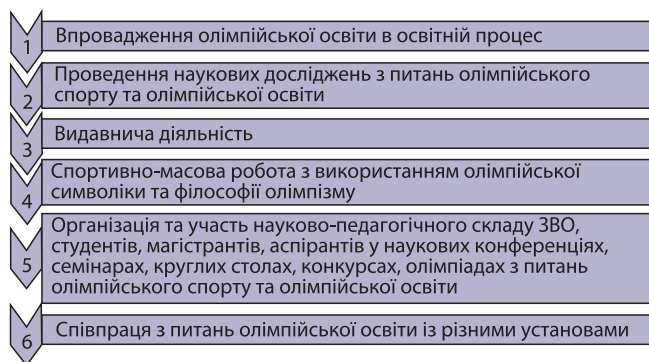 1 Впровадження олімпійської освіти в освітній процес
2 Проведення наукових досліджень з питань олімпійського
спорту та олімпійської освіти
3 Видавнича діяльність
4 Спортивно-масова робота з використанням олімпійської
символіки та філософії олімпізму
5 Організація та участь науково-педагогічного складу ЗВО,
студентів, магістрантів, аспірантів у наукових конференціях,
семінарах, круглих столах, конкурсах, олімпіадах з питань
олімпійського спорту та олімпійської освіти
6 Співпраця з питань олімпійської освіти із різними установами